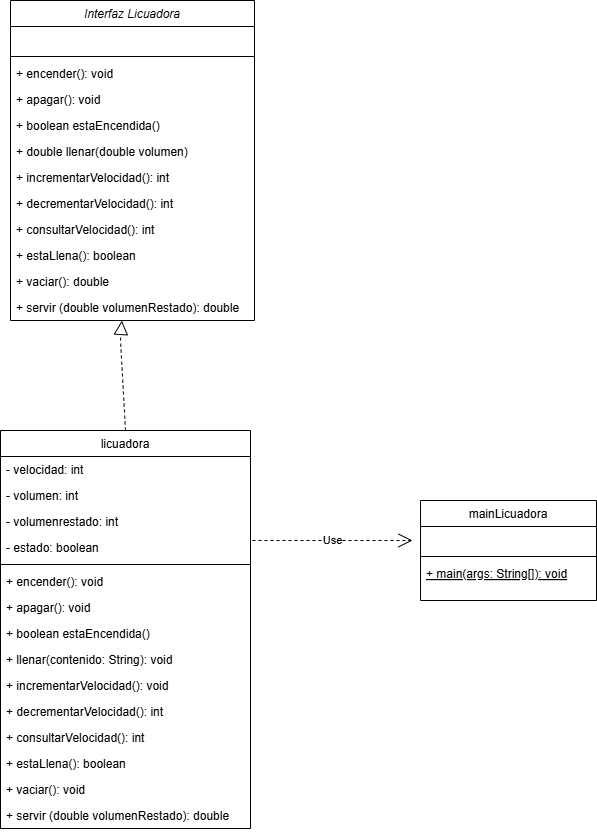 Interfaz Licuadora
+ encender(): void
+ apagar(): void
+ boolean estaEncendida()
+ double llenar(double volumen)
+ incrementarVelocidad(): int
+ decrementarVelocidad(): int
+ consultarVelocidad(): int
+ estaLlena(): boolean
+ vaciar(): double
+ servir (double volumenRestado): double
licuadora
- velocidad: int
- volumen: int
- volumenrestado: int
- estado: boolean
+ encender(): void
+ apagar(): void
+ boolean estaEncendida()
+ llenar(contenido: String): void
+ incrementarVelocidad(): void
+ decrementarVelocidad(): int
+ consultarVelocidad(): int
+ estaLlena(): boolean
+ vaciar(): void
+ servir (double volumenRestado): double
Use
mainLicuadora
+ main(args: String[]): void